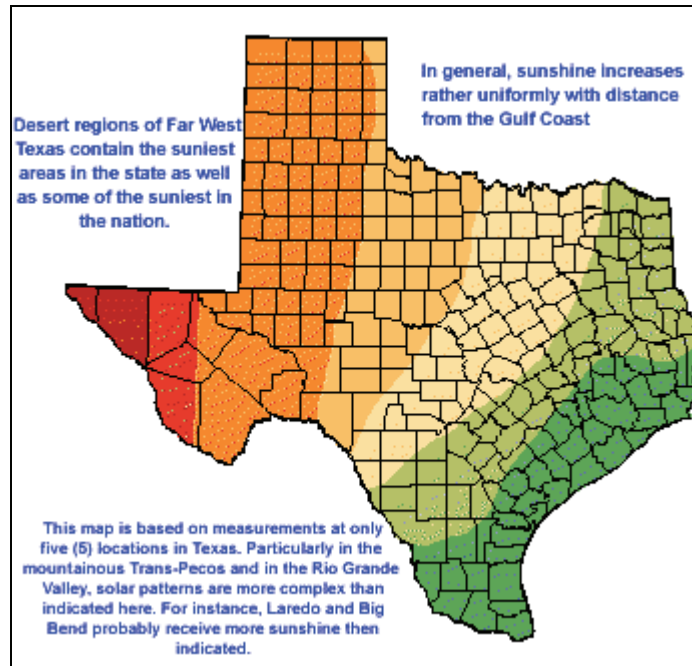 In general, sunshine increases
rather uniformly with distance
from the Gulf Coast
Desert regions of Far West
Texas contain the suniest
areas in the state as well
as some of the suniest in
the nation.
This map is based on measurements at only
five (5) locations in Texas. Particularly in the
mountainous Trans-Pecos and in the Rio Grande
Valley, solar patterns are more complex than
indicated here. For instance, Laredo and Big
Bend probably receive more sunshine then
indicated.